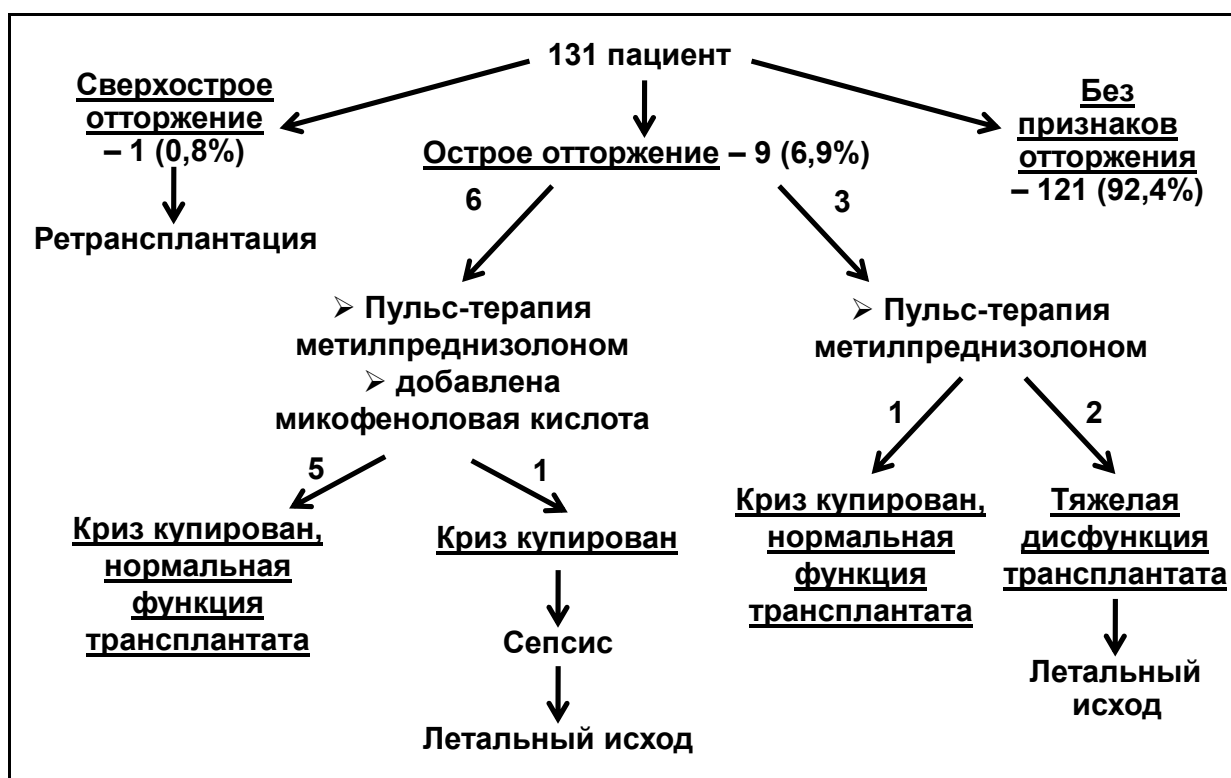 131 пациент
Сверхострое
отторжение
– 1 (0,8%)
Ретрансплантация
Острое отторжение – 9 (6,9%)
Без
признаков
отторжения
– 121 (92,4%)
6
3
➢ Пульс-терапия
метилпреднизолоном
➢ добавлена
микофеноловая кислота
➢ Пульс-терапия
метилпреднизолоном
5
1
1
2
Криз купирован,
нормальная
функция
трансплантата
Криз купирован
Сепсис
Летальный исход
Криз купирован,
нормальная
функция
трансплантата
Тяжелая
дисфункция
трансплантата
Летальный
исход